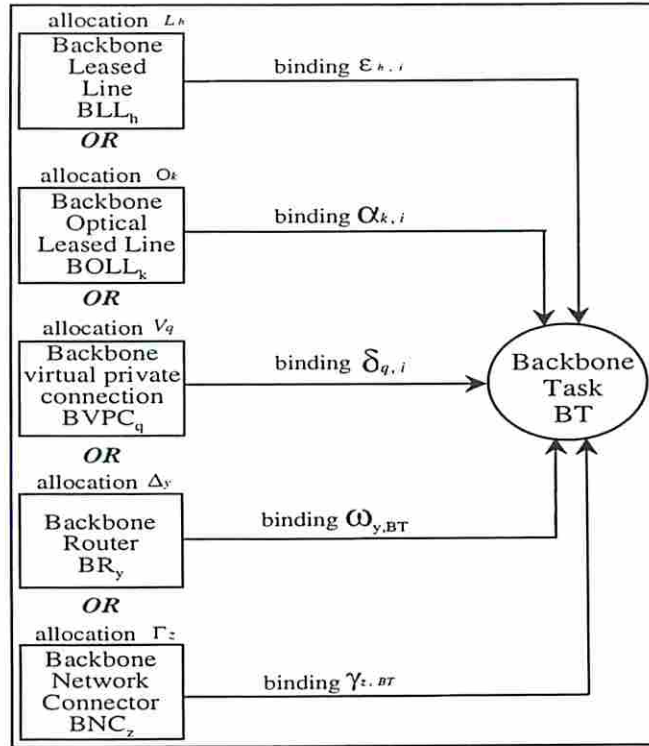 allocation Lh
Backbone
Leased
Line
BLLh
binding εh,i
OR
allocation Ok
Backbone
Optical
Leased Line
BOLLk
binding αk,i
OR
allocation Vq
Backbone
virtual private
connection
BVPCq
binding δq,i
Backbone
Task
BT
OR
allocation Δy
Backbone
Router
BRy
binding ωy,BT
OR
allocation Γz
Backbone
Network
Connector
BNCz
binding γz,BT